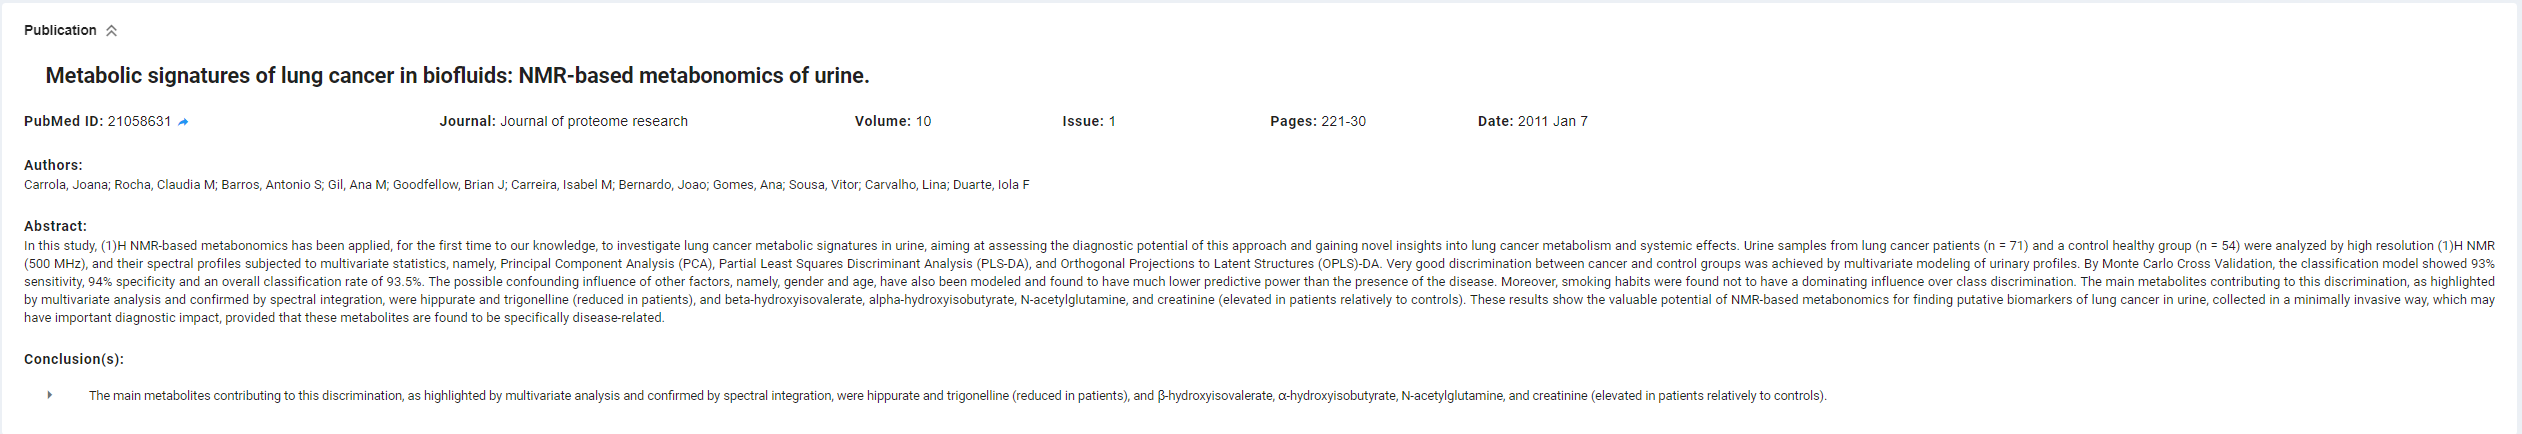 Publication
Metabolic signatures of lung cancer in biofluids: NMR-based metabonomics of urine.
PubMed ID: 21058631 Journal: Journal of proteome research Volume: 10 Issue: 1 Pages: 221-30 Date: 2011 Jan 7
Authors:
Carrola, Joana; Rocha, Claudia M; Barros, Antonio S; Gil, Ana M; Goodfellow, Brian J; Carreira, Isabel M; Bernardo, Joao; Gomes, Ana; Sousa, Vitor; Carvalho, Lina; Duarte, Iola F
Abstract:
In this study, (1)H NMR-based metabonomics has been applied, for the first time to our knowledge, to investigate lung cancer metabolic signatures in urine, aiming at assessing the diagnostic potential of this approach and gaining novel insights into lung cancer metabolism and systemic effects. Urine samples from lung cancer patients (n = 71) and a control healthy group (n = 54) were analyzed by high resolution (1)H NMR
(500 MHz), and their spectral profiles subjected to multivariate statistics, namely, Principal Component Analysis (PCA), Partial Least Squares Discriminant Analysis (PLS-DA), and Orthogonal Projections to Latent Structures (OPLS)-DA. Very good discrimination between cancer and control groups was achieved by multivariate modeling of urinary profiles. By Monte Carlo Cross Validation, the classification model showed 93%
sensitivity, 94% specificity and an overall classification rate of 93.5%. The possible confounding influence of other factors, namely, gender and age, have also been modeled and found to have much lower predictive power than the presence of the disease. Moreover, smoking habits were found not to have a dominating influence over class discrimination. The main metabolites contributing to this discrimination, as highlighted
by multivariate analysis and confirmed by spectral integration, were hippurate and trigonelline (reduced in patients), and beta-hydroxyisovalerate, alpha-hydroxyisobutyrate, N-acetylglutamine, and creatinine (elevated in patients relatively to controls). These results show the valuable potential of NMR-based metabonomics for finding putative biomarkers of lung cancer in urine, collected in a minimally invasive way, which may
have important diagnostic impact, provided that these metabolites are found to be specifically disease-related.
Conclusion(s):
The main metabolites contributing to this discrimination, as highlighted by multivariate analysis and confirmed by spectral integration, were hippurate and trigonelline (reduced in patients), and β-hydroxyisovalerate, α-hydroxyisobutyrate, N-acetylglutamine, and creatinine (elevated in patients relatively to controls).